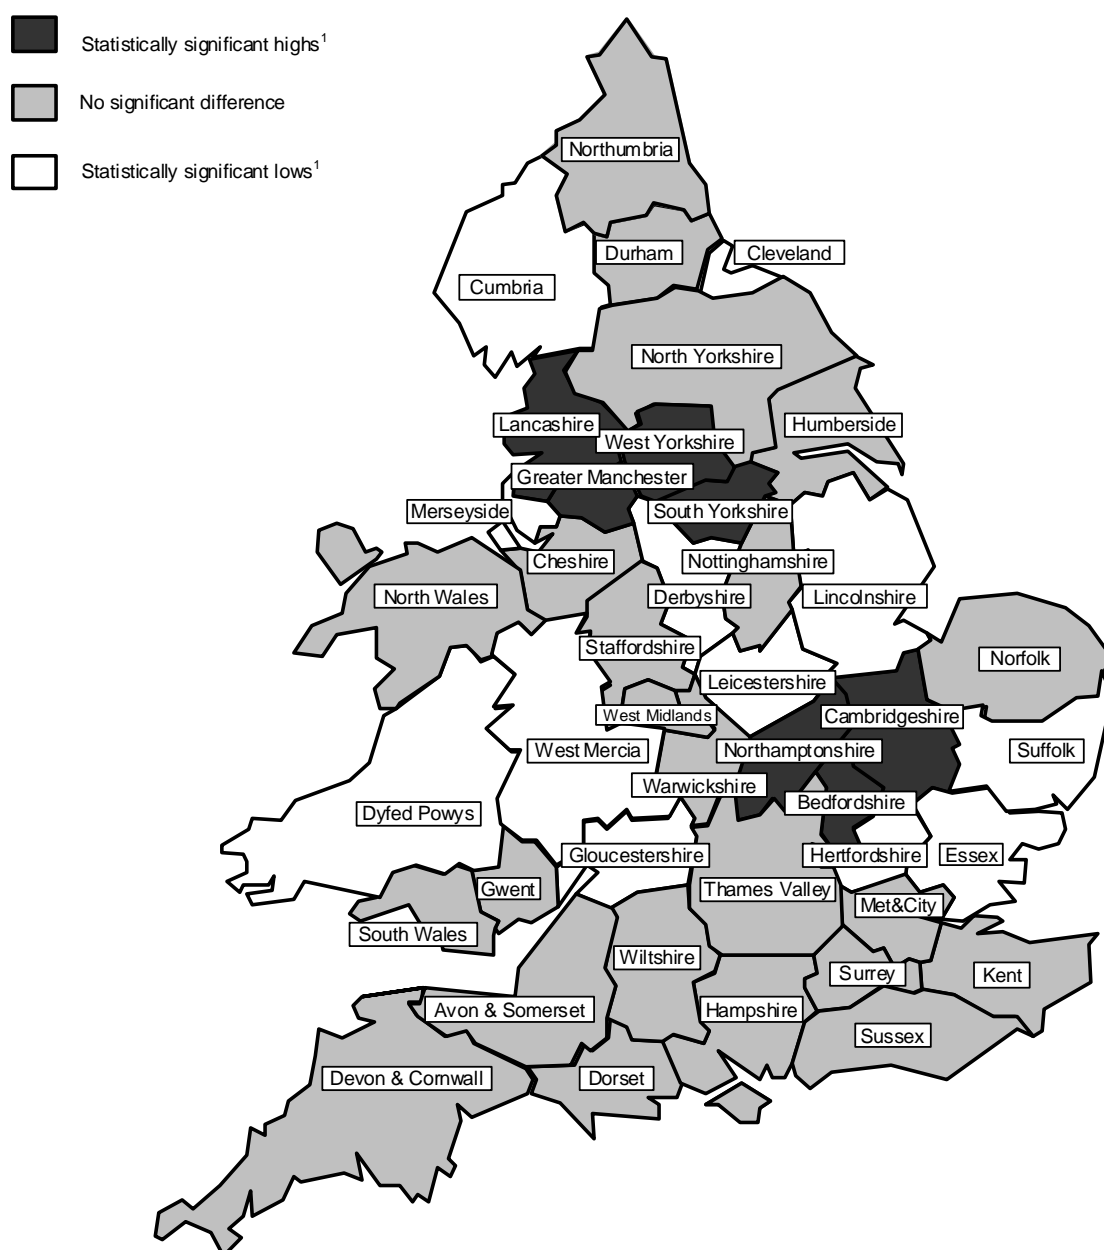 Statistically significant highs¹
No significant difference
Statistically significant lows¹
Northumbria
Durham
Cleveland
Cumbria
North Yorkshire
Lancashire
Humberside
West Yorkshire
Greater Manchester
Merseyside
South Yorkshire
Cheshire
Nottinghamshire
North Wales
Derbyshire
Lincolnshire
Staffordshire
Norfolk
Leicestershire
West Midlands
Cambridgeshire
West Mercia
Northamptonshire
Suffolk
Warwickshire
Bedfordshire
Dyfed Powys
Gloucestershire
Hertfordshire
Essex
Gwent
Thames Valley
Met&City
South Wales
Wiltshire
Surrey
Kent
Avon & Somerset
Hampshire
Sussex
Devon & Cornwall
Dorset